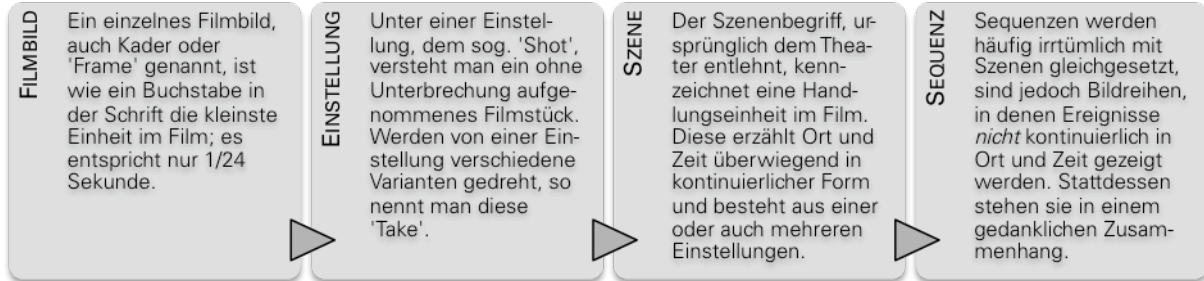 FILMBILD
Ein einzelnes Filmbild,
auch Kader oder
'Frame' genannt, ist
wie ein Buchstabe in
der Schrift die kleinste
Einheit im Film; es
entspricht nur 1/24
Sekunde.
EINSTELLUNG
Unter einer Einstel-
lung, dem sog. 'Shot',
versteht man ein ohne
Unterbrechung aufge-
nommenes Filmstück.
Werden von einer Ein-
stellung verschiedene
Varianten gedreht, so
nennt man diese
'Take'.
SZENE
Der Szenenbegriff, ur-
sprünglich dem Thea-
ter entlehnt, kenn-
zeichnet eine Hand-
lungseinheit im Film.
Diese erzählt Ort und
Zeit überwiegend in
kontinuierlicher Form
und besteht aus einer
oder auch mehreren
Einstellungen.
SEQUENZ
Sequenzen werden
häufig irrtümlich mit
Szenen gleichgesetzt,
sind jedoch Bildreihen,
in denen Ereignisse
nicht kontinuierlich in
Ort und Zeit gezeigt
werden. Stattdessen
stehen sie in einem
gedanklichen Zusam-
menhang.